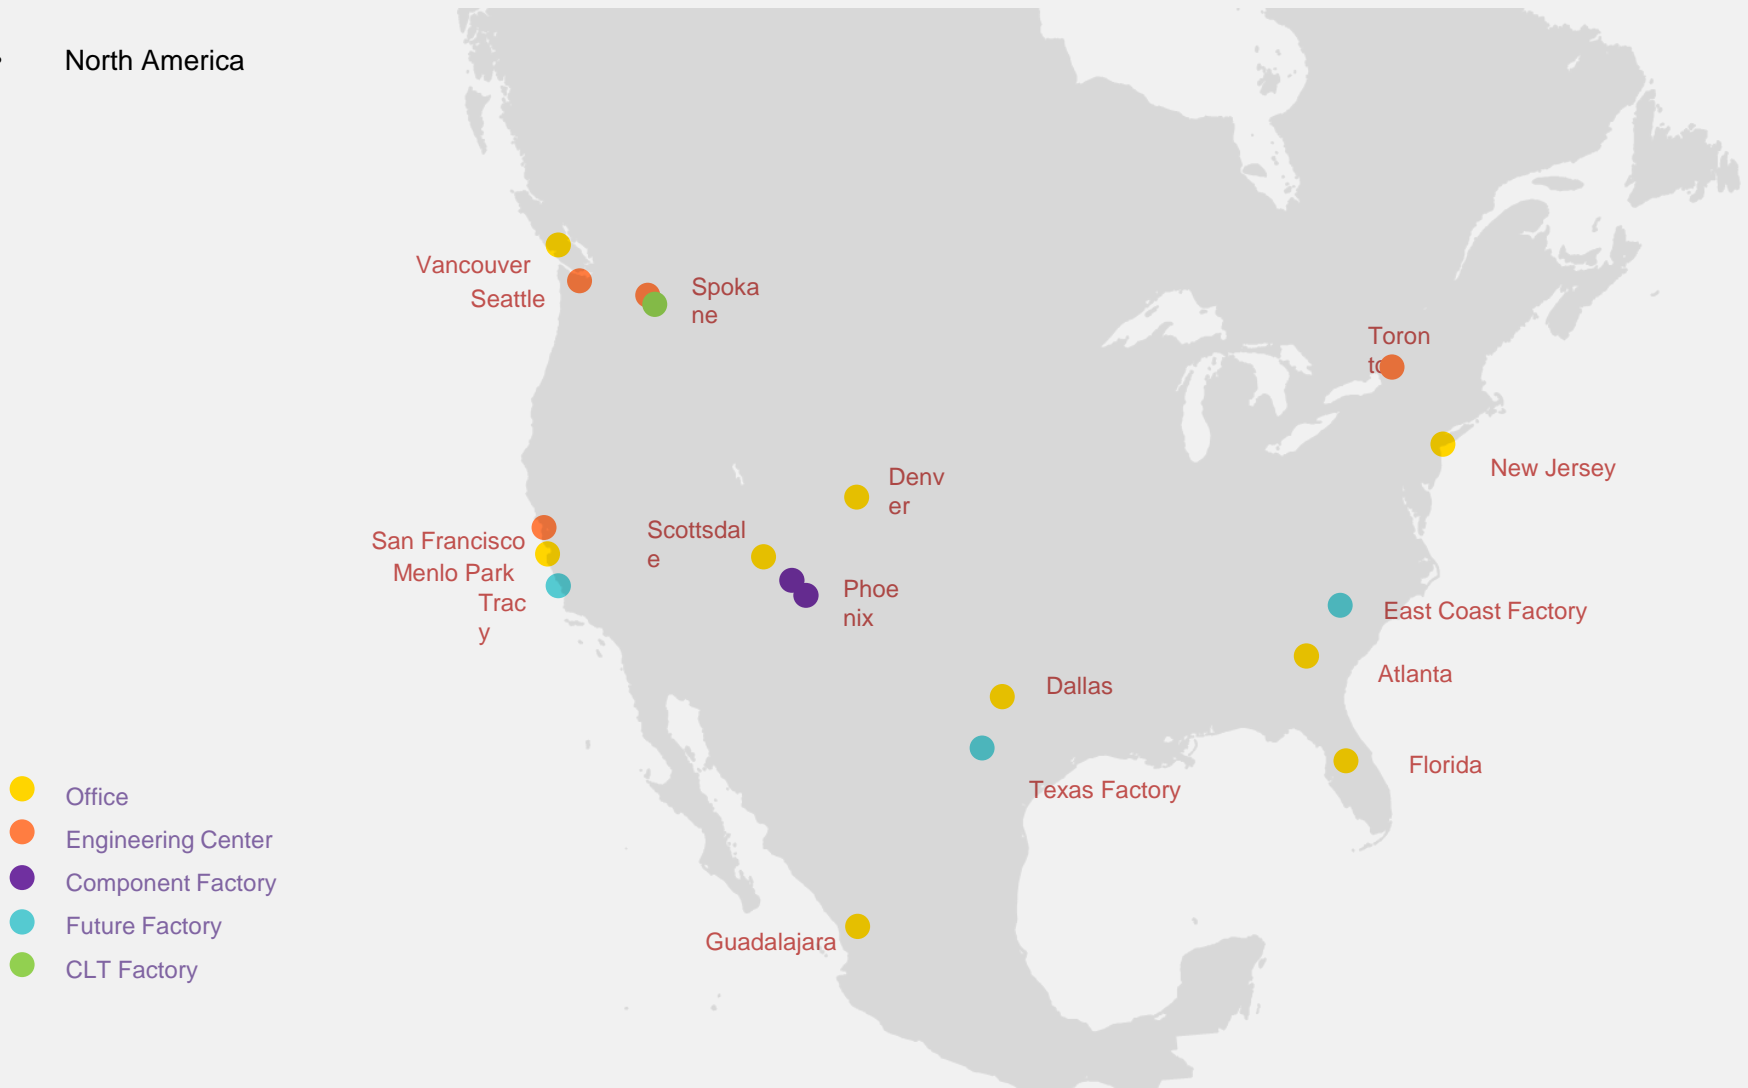 North America
Vancouver
Seattle
Spoka
ne
Toron
to
New Jersey
Denv
er
San Francisco
Menlo Park
Trac
y
Scottsdal
e
Phoe
nix
East Coast Factory
Atlanta
Dallas
Texas Factory
Florida
Guadalajara
Office
Engineering Center
Component Factory
Future Factory
CLT Factory